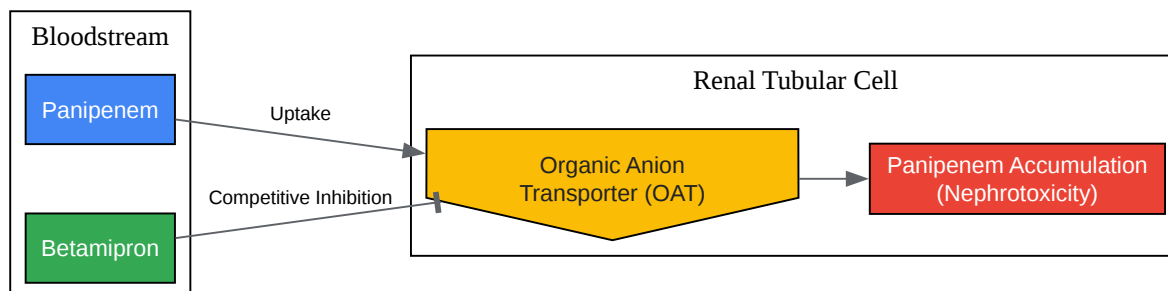 Bloodstream
Panipenem
Betamipron
Uptake
Competitive Inhibition
Renal Tubular Cell
Organic Anion
Transporter (OAT)
Panipenem Accumulation
(Nephrotoxicity)